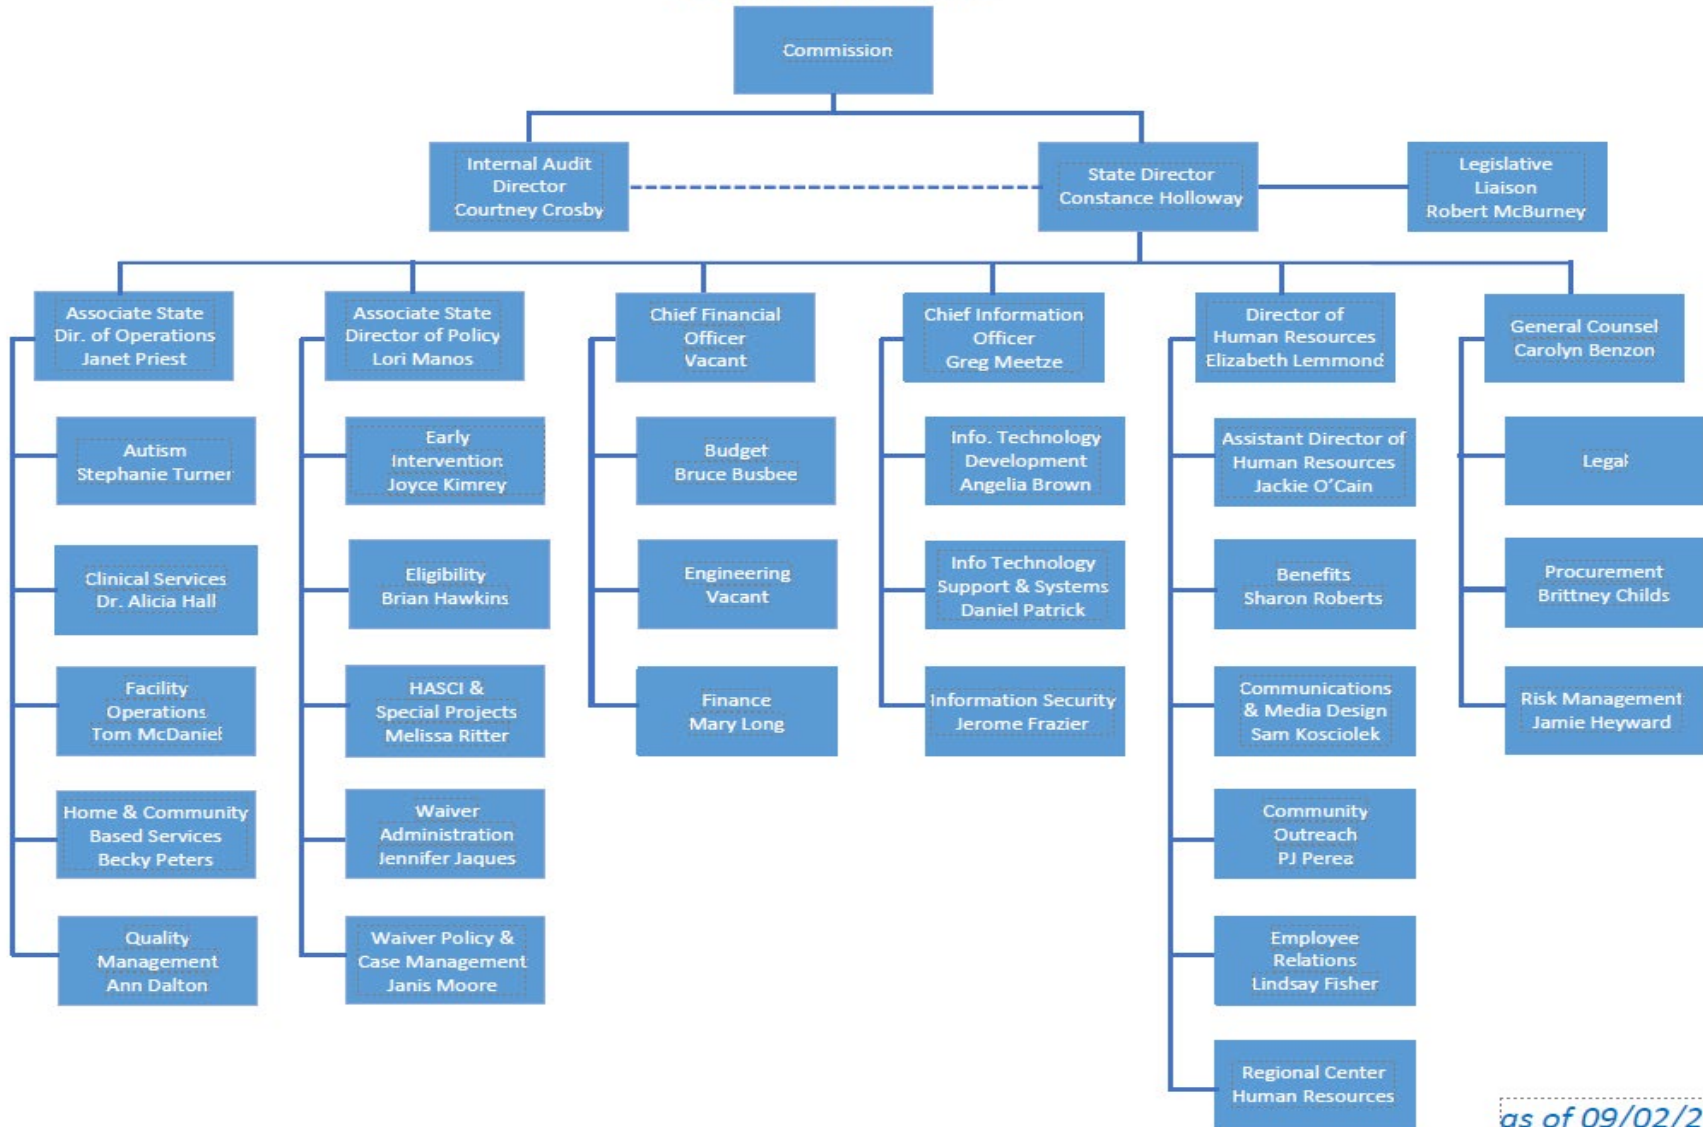 Commission
Internal Audit
Director
Courtney Crosby
State Director
Constance Holloway
Legislative
Liaison
Robert McBurney
Associate State
Dir. of Operations
Janet Priest
Associate State
Director of Policy
Lori Manos
Chief Financial
Officer
Vacant
Chief Information
Officer
Greg Meetze
Director of
Human Resources
Elizabeth Lemmond
General Counsel
Carolyn Benzon
Autism
Stephanie Turner
Early
Intervention
Joyce Kimrey
Budget
Bruce Busbee
Info. Technology
Development
Angelia Brown
Assistant Director of
Human Resources
Jackie O'Cain
Legal
Clinical Services
Dr. Alicia Hall
Eligibility
Brian Hawkins
Engineering
Vacant
Info Technology
Support & Systems
Daniel Patrick
Benefits
Sharon Roberts
Procurement
Brittney Childs
Facility
Operations
Tom McDaniel
HASCI &
Special Projects
Melissa Ritter
Finance
Mary Long
Information Security
Jerome Frazier
Communications
& Media Design
Sam Kosciolek
Risk Management
Jamie Heyward
Home & Community
Based Services
Becky Peters
Waiver
Administration
Jennifer Jaques
Community
Outreach
PJ Perez
Quality
Management
Ann Dalton
Waiver Policy &
Case Management
Janis Moore
Employee
Relations
Lindsay Fisher
Regional Center
Human Resources
as of 09/02/2